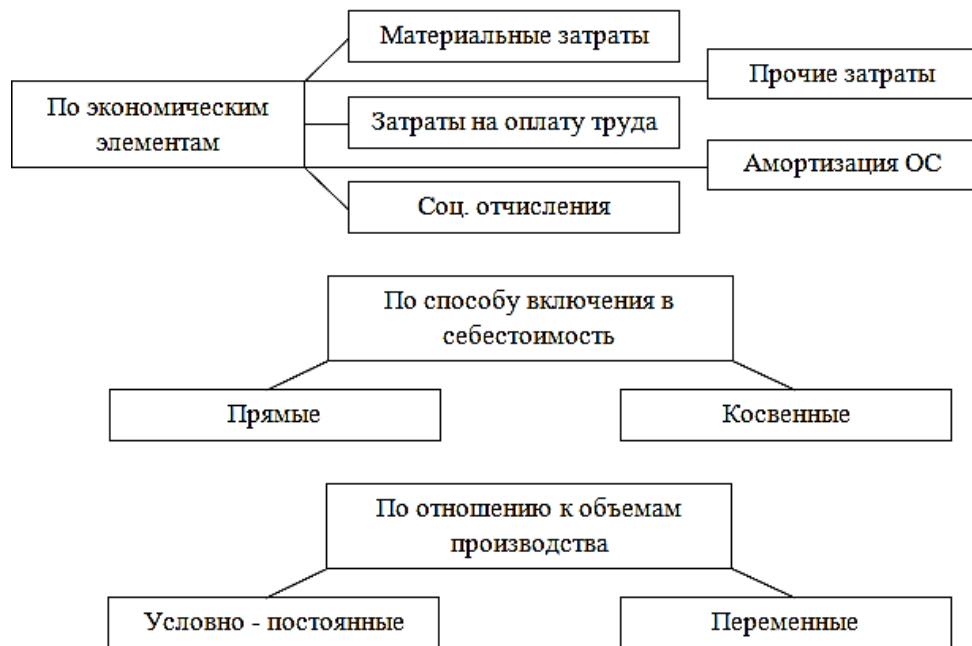 Материальные затраты
Прочие затраты
По экономическим
элементам
Затраты на оплату труда
Амортизация ОС
Соц. отчисления
По способу включения в
себестоимость
Прямые
Косвенные
По отношению к объемам
производства
Условно - постоянные
Переменные